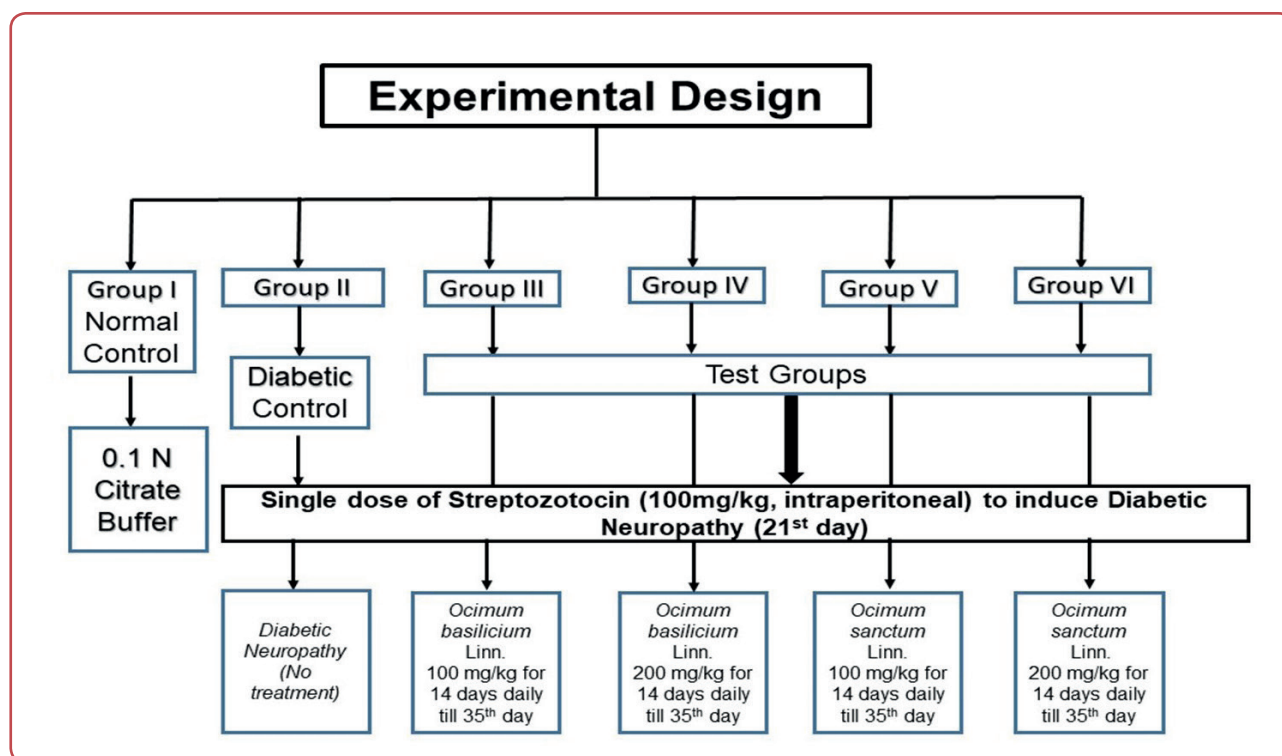 Experimental Design
Group I
Normal
Control
Group II
Group III
Group IV
Group V
Group VI
Diabetic
Control
Test Groups
0.1 N
Citrate
Buffer
Single dose of Streptozotocin (100mg/kg, intraperitoneal) to induce Diabetic
Neuropathy (21st day)
Diabetic
Neuropathy
(No
treatment)
Ocimum
basilicium
Linn.
100 mg/kg for
14 days daily
till 35th day
Ocimum
basilicium
Linn.
200 mg/kg for
14 days daily
till 35th day
Ocimum
sanctum
Linn.
100 mg/kg for
14 days daily
till 35th day
Ocimum
sanctum
Linn.
200 mg/kg for
14 days daily
till 35th day